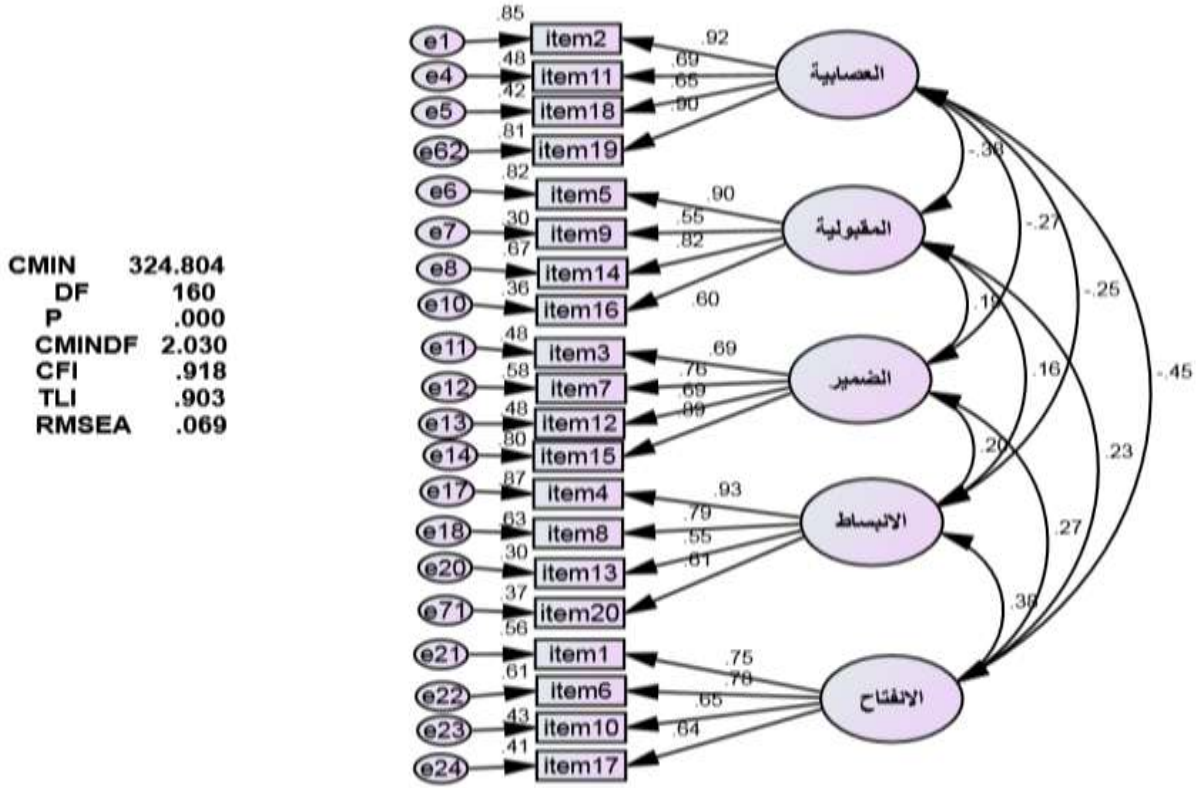 CMIN 324.804
DF 160
P .000
CMINDF 2.030
CFI .918
TLI .903
RMSEA .069
.85
e1 item2 .92 العصابية
.48
e4 item11 .69
.42
e5 item18 .65
.81
e62 item19 .90
.82
e6 item5 .90 المقبولية
.30
e7 item9 .55
.67
e8 item14 .82
.36
e10 item16 .60
.48
e11 item3 .69 الضمير
.58
e12 item7 .76
.48
e13 item12 .69
.80
e14 item15 .89
.87
e17 item4 .93 الانبساط
.63
e18 item8 .79
.30
e20 item13 .55
.37
e71 item20 .61
.56
e21 item1 .75 الانفتاح
.61
e22 item6 .78
.43
e23 item10 .65
.41
e24 item17 .64
-.38
-.27
-.25
-.45
.19
.16
.23
.20
.27
.38